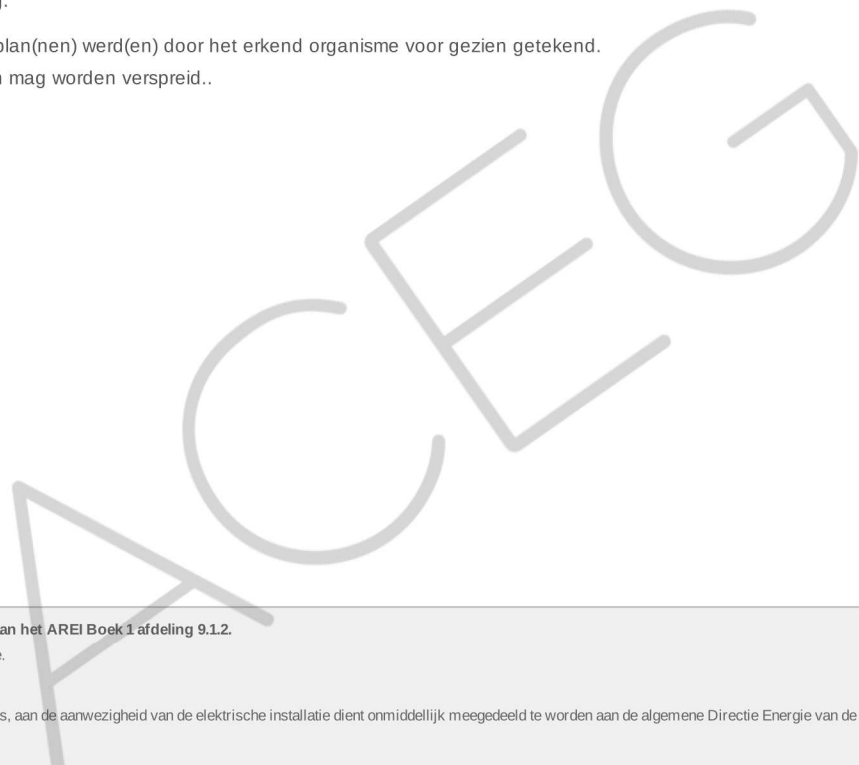 g.
plan(nen) werd(en) door het erkend organisme voor gezien getekend.
mag worden verspreid..
ACEG
an het AREI Boek 1 afdeling 9.1.2.
e.
s, aan de aanwezigheid van de elektrische installatie dient onmiddellijk meegedeeld te worden aan de algemene Directie Energie van de